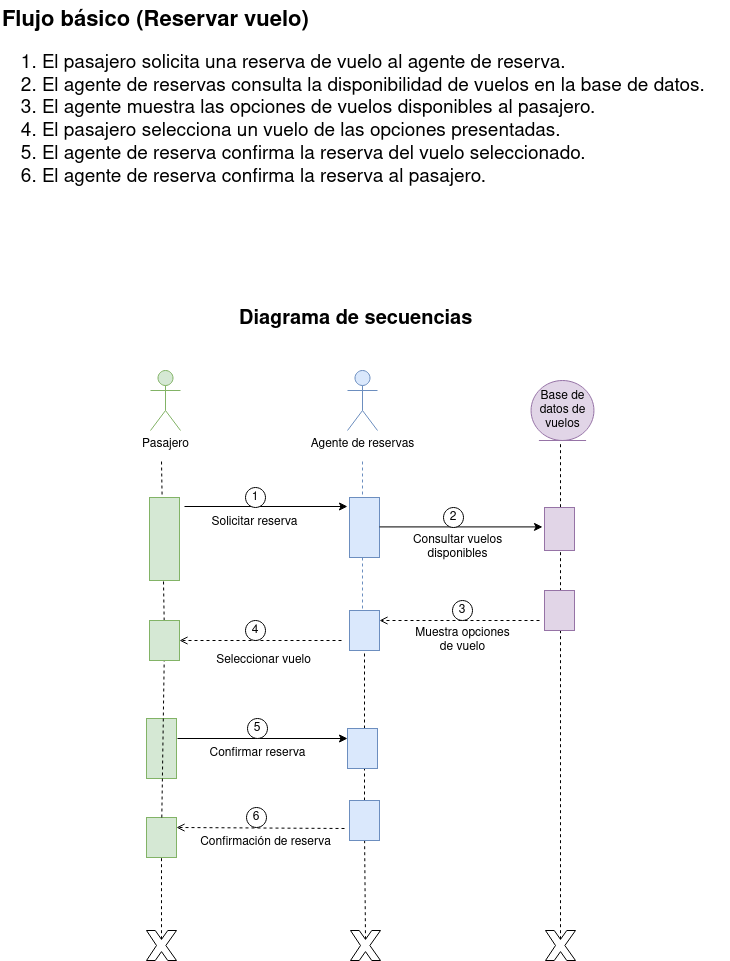 Flujo básico (Reservar vuelo)
1. El pasajero solicita una reserva de vuelo al agente de reserva.
2. El agente de reservas consulta la disponibilidad de vuelos en la base de datos.
3. El agente muestra las opciones de vuelos disponibles al pasajero.
4. El pasajero selecciona un vuelo de las opciones presentadas.
5. El agente de reserva confirma la reserva del vuelo seleccionado.
6. El agente de reserva confirma la reserva al pasajero.
Diagrama de secuencias
Pasajero
Agente de reservas
Base de
datos de
vuelos
1
Solicitar reserva
2
Consultar vuelos
disponibles
3
Muestra opciones
de vuelo
4
Seleccionar vuelo
5
Confirmar reserva
6
Confirmación de reserva